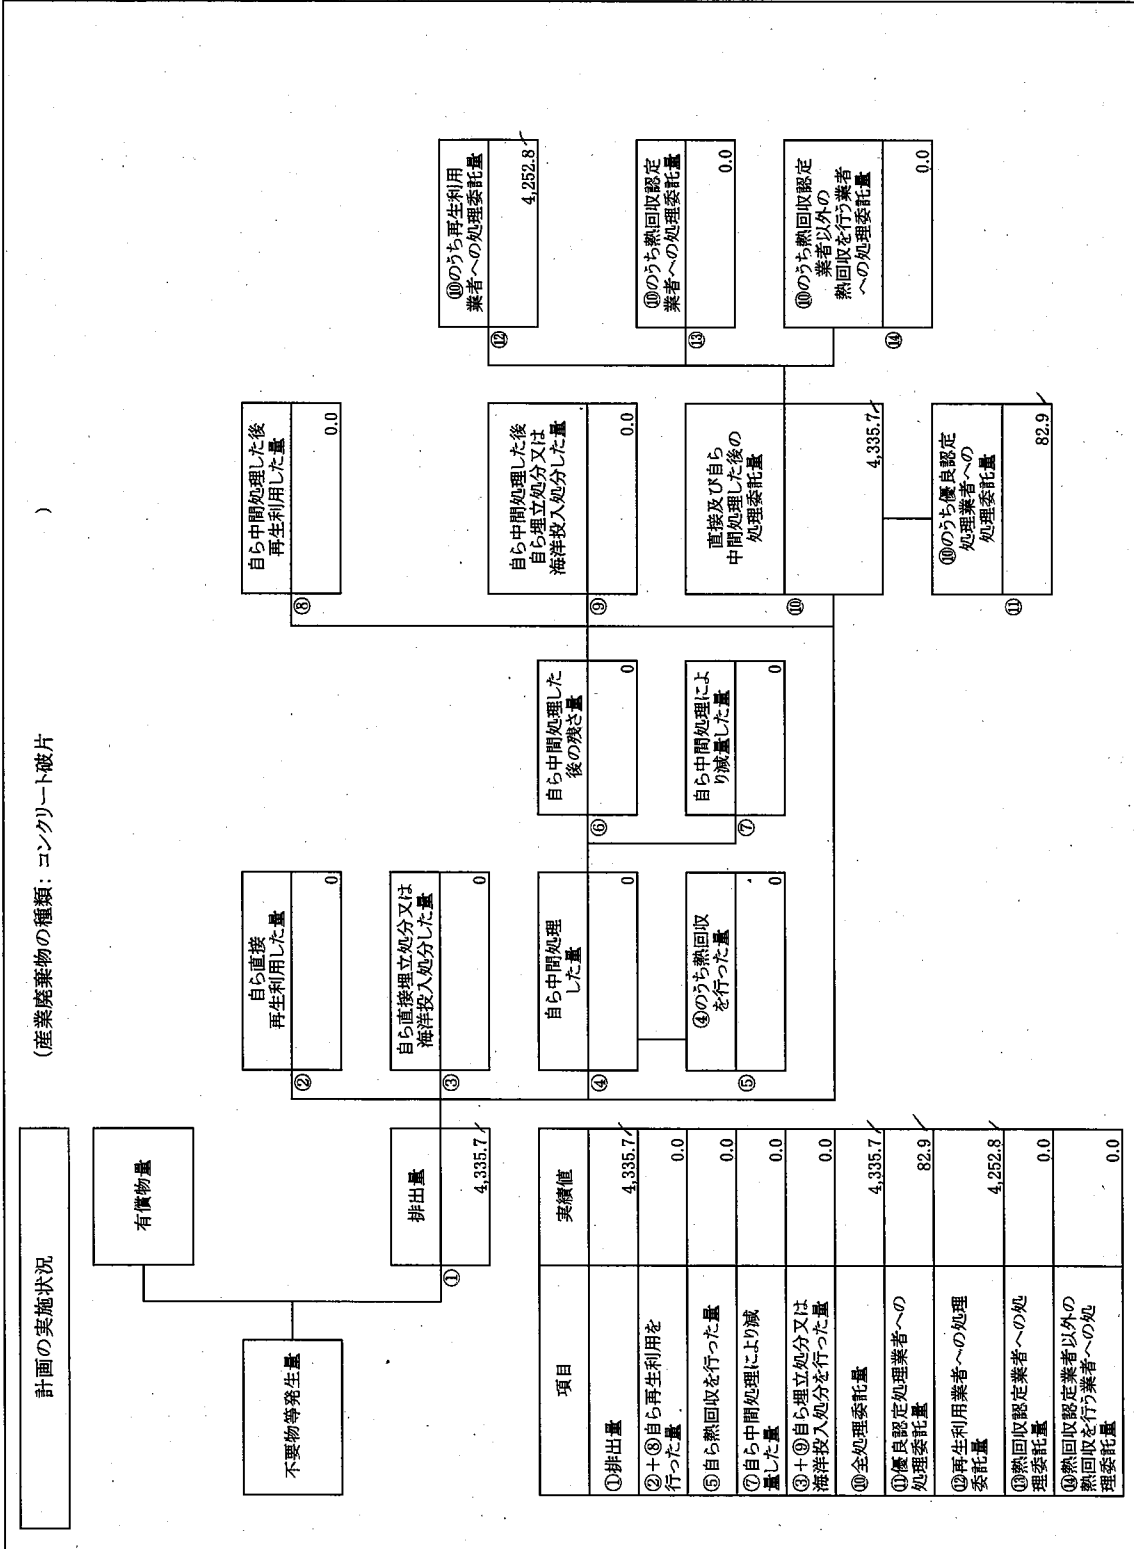 計画の実施状況
(産業廃棄物の種類：コンクリート破片
)
不要物等発生量
有償物量
①
排出量
4,335.7
②
自ら直接
再生利用した量
0
③
自ら直接埋立処分又は
海洋投入処分した量
0
④
自ら中間処理
した量
0
⑤
④のうち熱回収
を行った量
0
⑥
自ら中間処理した
後の残さ量
0
⑦
自ら中間処理によ
り減量した量
0
⑧
自ら中間処理した後
再生利用した量
0.0
⑨
自ら中間処理した後
自ら埋立処分又は
海洋投入処分した量
0.0
⑩
直接及び自ら
中間処理した後の
処理委託量
4,335.7
⑪
⑩のうち優良認定
処理業者への
処理委託量
82.9
⑫
⑩のうち再生利用
業者への処理委託量
4,252.8
⑬
⑩のうち熱回収認定
業者への処理委託量
0.0
⑭
⑩のうち熱回収認定
業者以外の
熱回収を行う業者
への処理委託量
0.0
項目 実績値
①排出量 4,335.7
②+⑧自ら再生利用を
行った量 0.0
⑤自ら熱回収を行った量 0.0
⑦自ら中間処理により減
量した量 0.0
③+⑨自ら埋立処分又は
海洋投入処分を行った量 0.0
⑩全処理委託量 4,335.7
⑪優良認定処理業者への
処理委託量 82.9
⑫再生利用業者への処理
委託量 4,252.8
⑬熱回収認定業者への処
理委託量 0.0
⑭熱回収認定業者以外の
熱回収を行う業者への処
理委託量 0.0